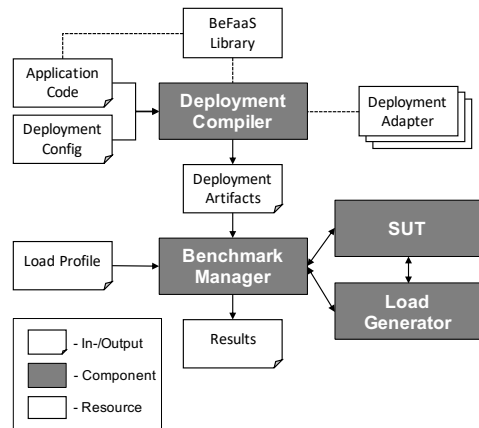 BeFaaS
Library
Application
Code
Deployment
Config
Deployment
Compiler
Deployment
Adapter
Deployment
Artifacts
Load Profile
Benchmark
Manager
SUT
Load
Generator
Results
- In-/Output
- Component
- Resource